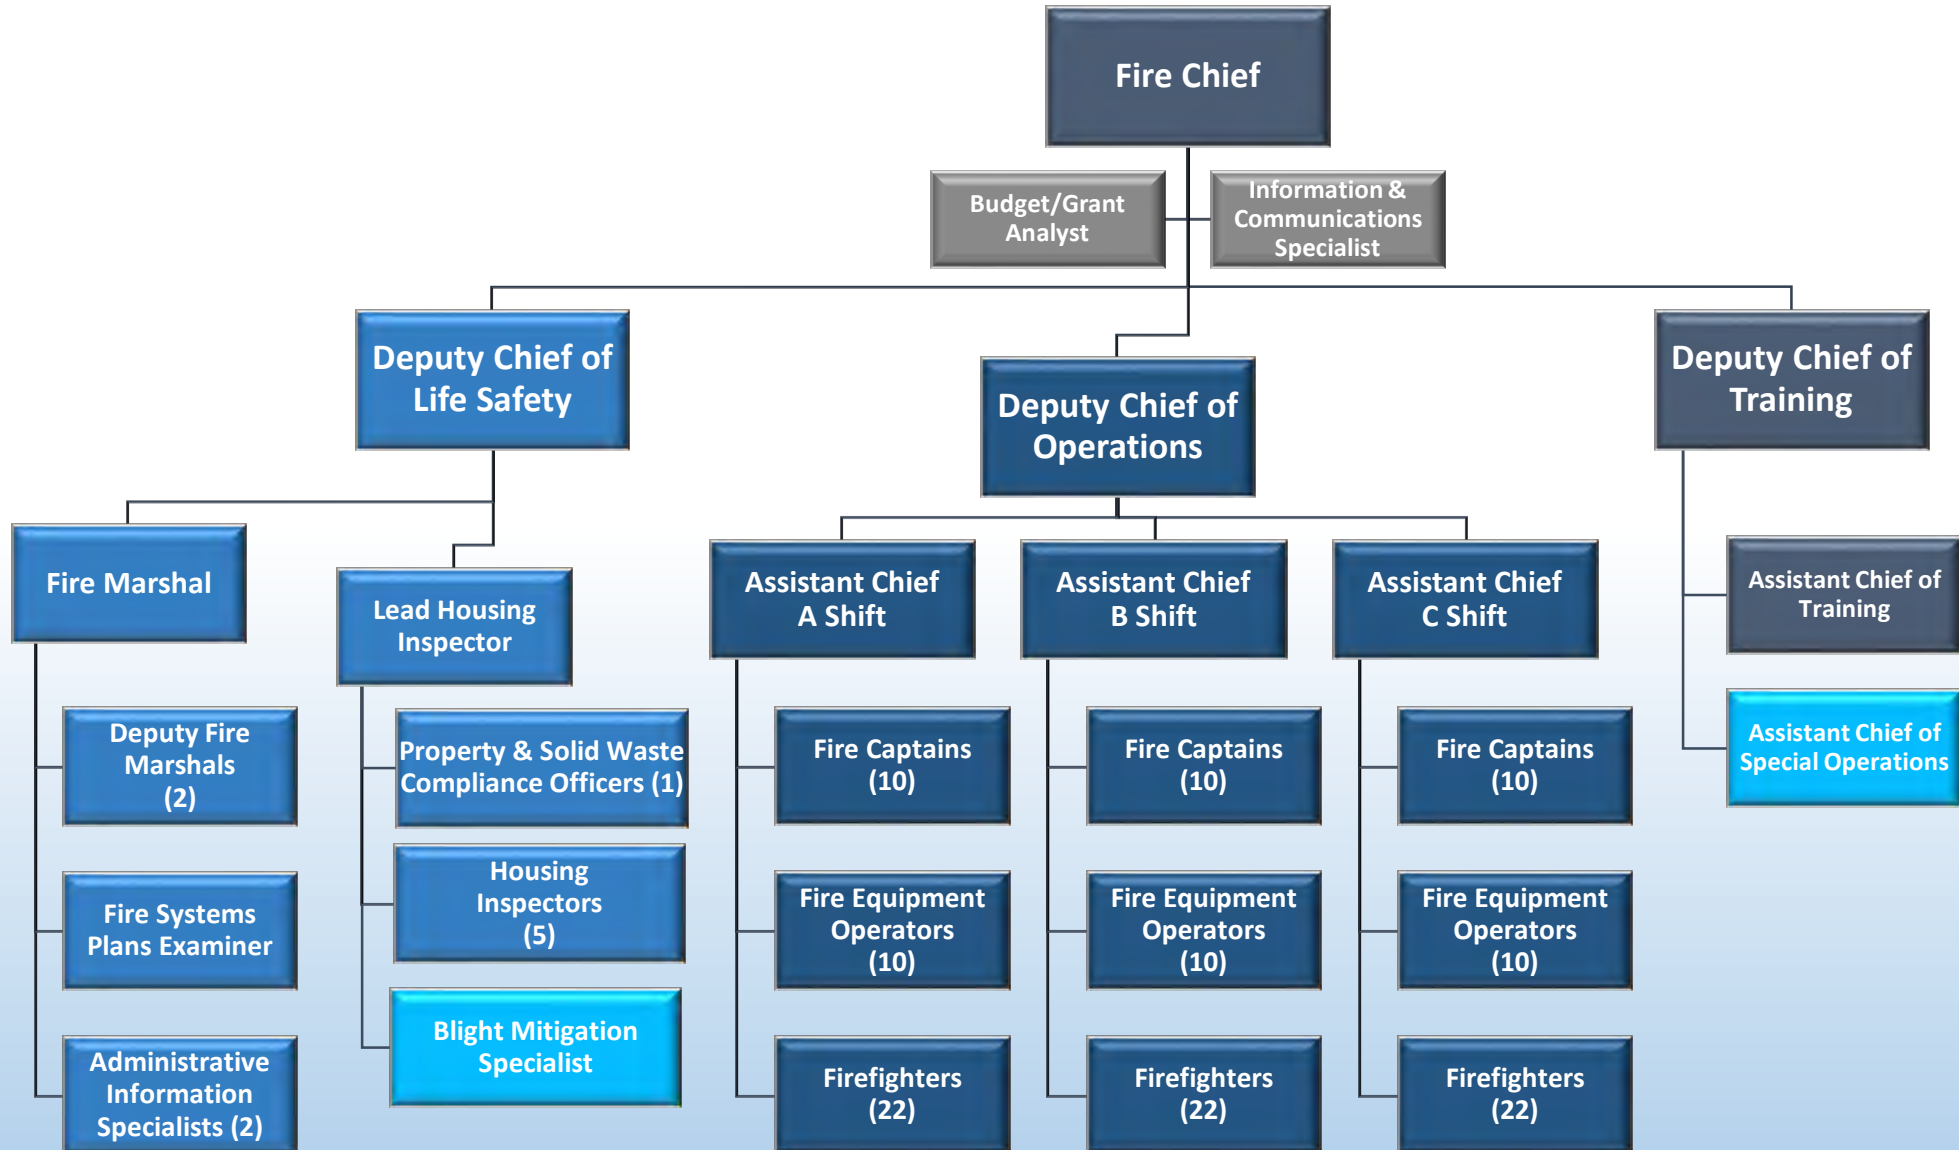 Fire Chief
Budget/Grant
Analyst
Information &
Communications
Specialist
Deputy Chief of
Life Safety
Deputy Chief of
Operations
Deputy Chief of
Training
Fire Marshal
Lead Housing
Inspector
Assistant Chief
A Shift
Assistant Chief
B Shift
Assistant Chief
C Shift
Assistant Chief of
Training
Assistant Chief of
Special Operations
Deputy Fire
Marshals
(2)
Fire Systems
Plans Examiner
Administrative
Information
Specialists (2)
Property & Solid Waste
Compliance Officers (1)
Housing
Inspectors
(5)
Blight Mitigation
Specialist
Fire Captains
(10)
Fire Equipment
Operators
(10)
Firefighters
(22)
Fire Captains
(10)
Fire Equipment
Operators
(10)
Firefighters
(22)
Fire Captains
(10)
Fire Equipment
Operators
(10)
Firefighters
(22)